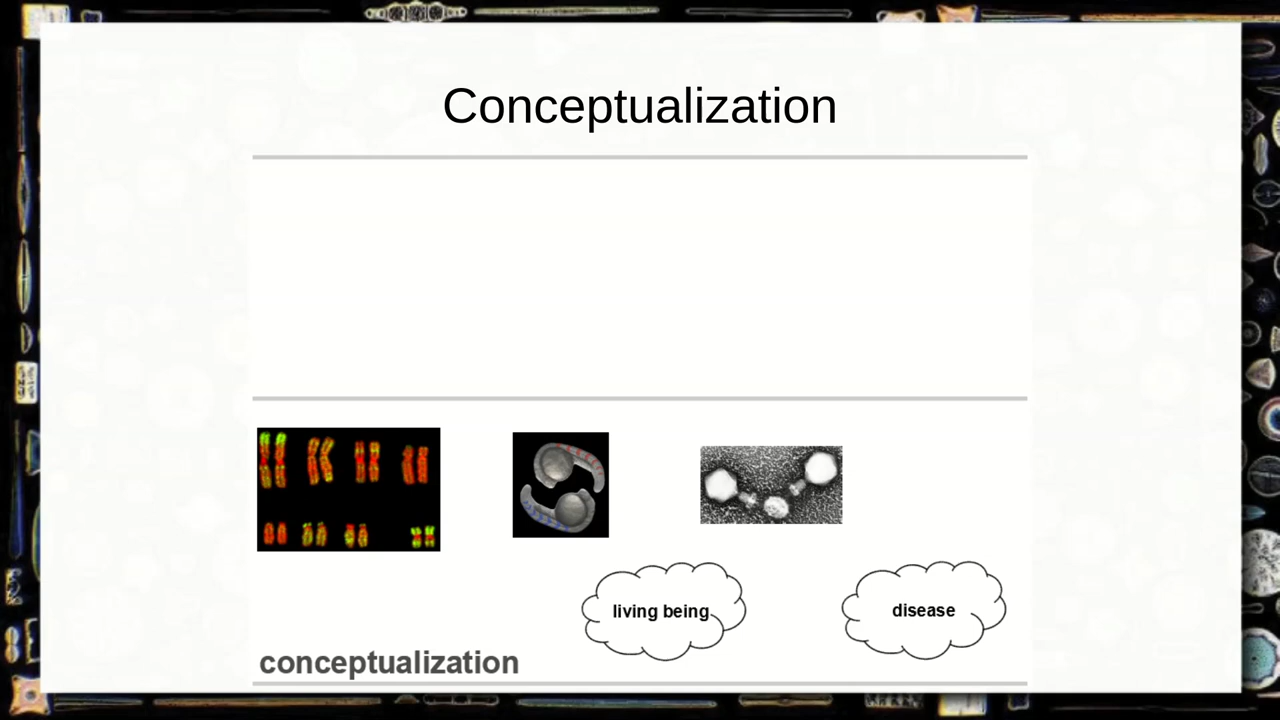 Conceptualization
living being
disease
conceptualization